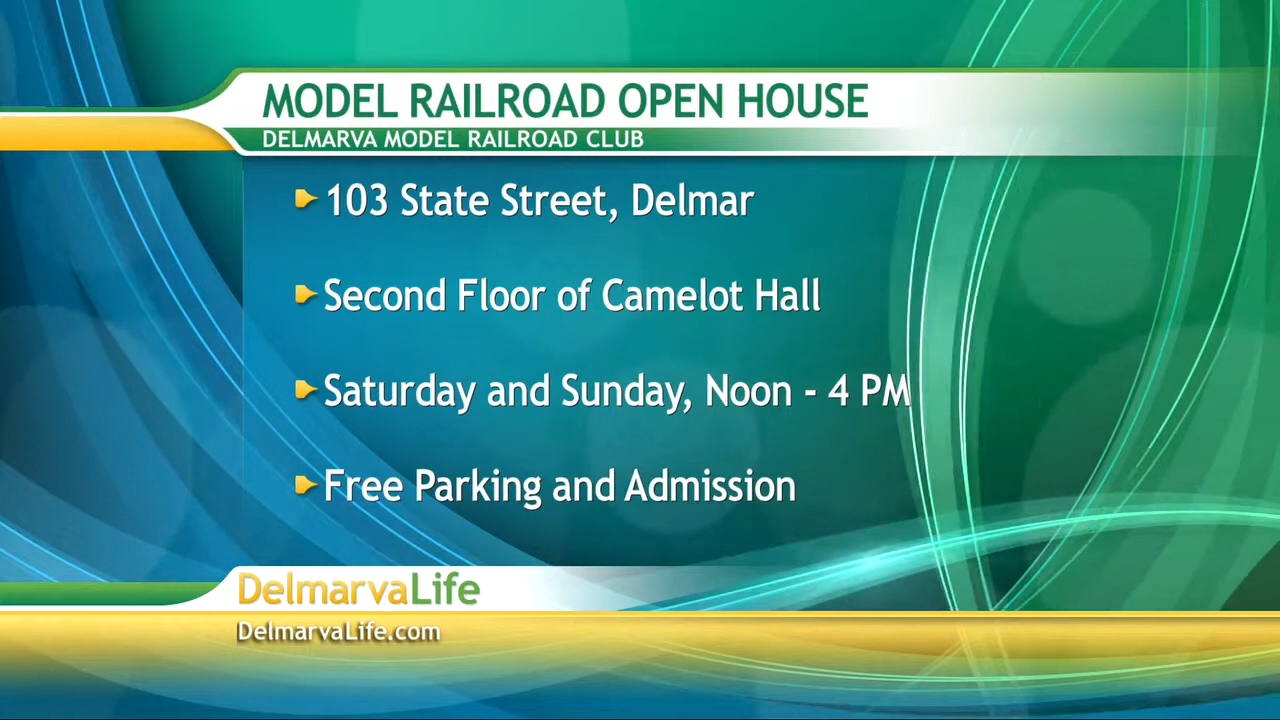 MODEL RAILROAD OPEN HOUSE
DELMARVA MODEL RAILROAD CLUB
103 State Street, Delmar
Second Floor of Camelot Hall
Saturday and Sunday, Noon - 4 PM
Free Parking and Admission
DelmarvaLife
DelmarvaLife.com